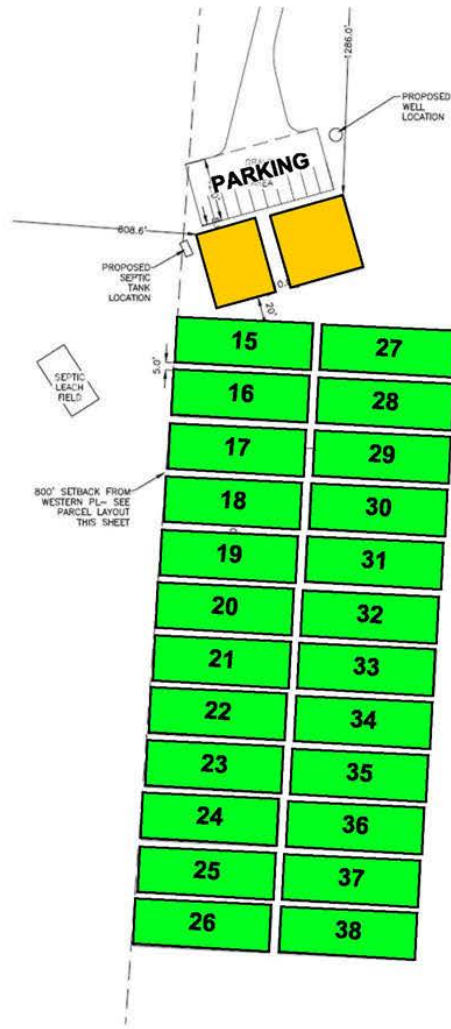 1286.0'
PROPOSED
WELL
LOCATION
PARKING
608.6'
PROPOSED
SEPTIC
TANK
LOCATION
20'
5.0'
SEPTIC
LEACH
FIELD
800' SETBACK FROM
WESTERN PL– SEE
PARCEL LAYOUT
THIS SHEET
15
27
16
28
17
29
18
30
19
31
20
32
21
33
22
34
23
35
24
36
25
37
26
38